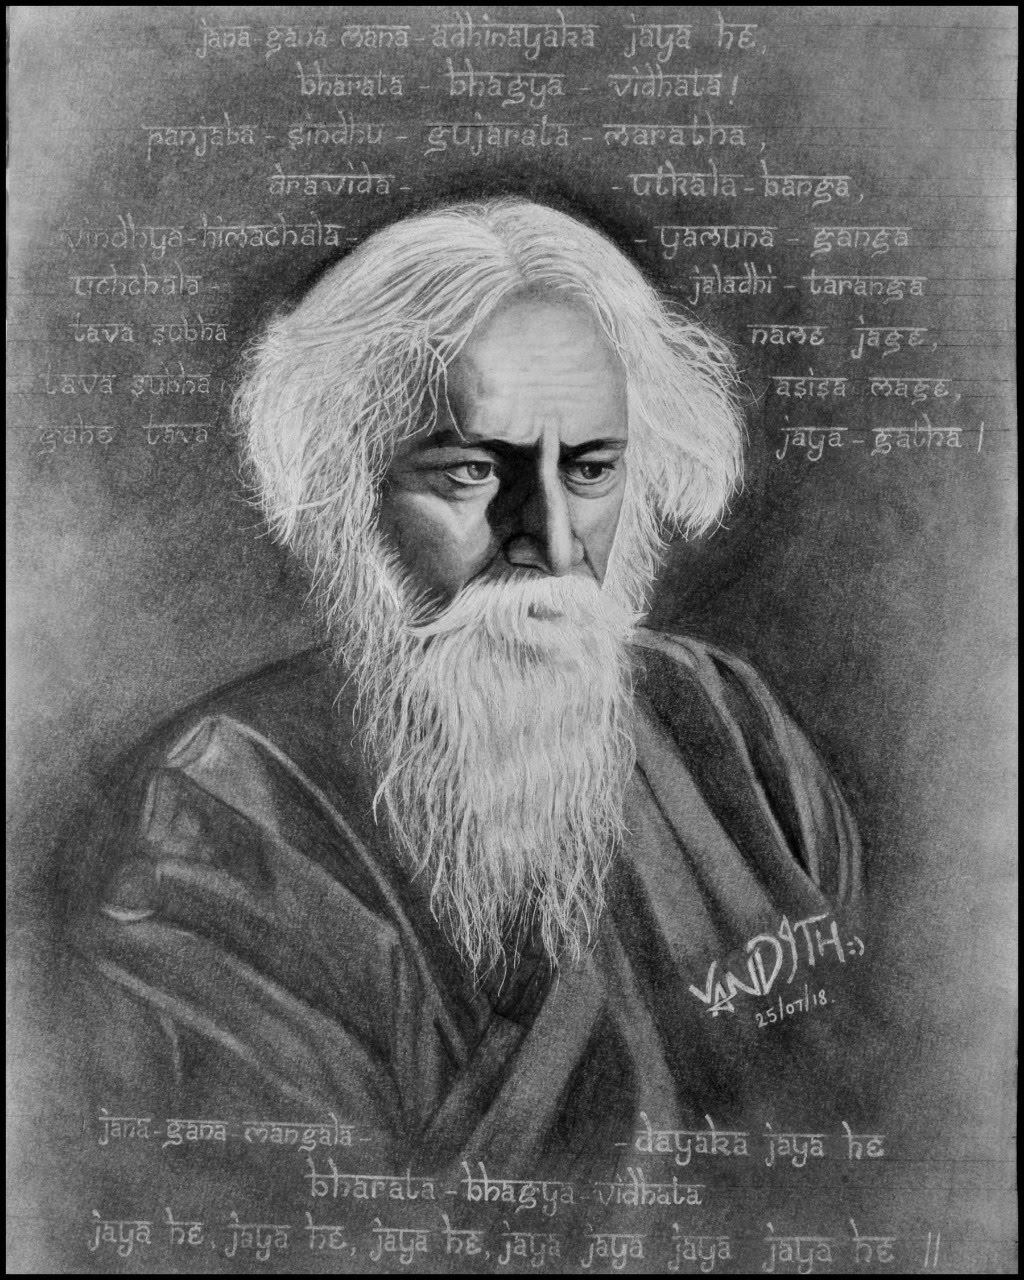 jana-gana-mana-adhinayaka jaya he,
bharata - bhagya - vidhata!
panjaba - sindhu - gujarata - maratha,
dravida- -utkala-banga,
vindhya-himachala- - yamuna - ganga
uchchala- -jaladhi - taranga
tava subha name jage,
tava subha asisa mage,
gahe tava jaya-gatha |
VANDITH:)
25/07/18.
jana-gana-mangala- -dayaka jaya he
bharata-bhagya-vidhata
jaya he, jaya he, jaya he, jaya jaya jaya jaya he ||